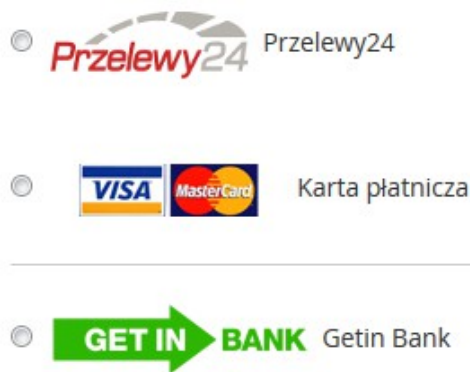 Przelewy24 Przelewy24
VISA MasterCard Karta płatnicza
GET IN BANK Getin Bank